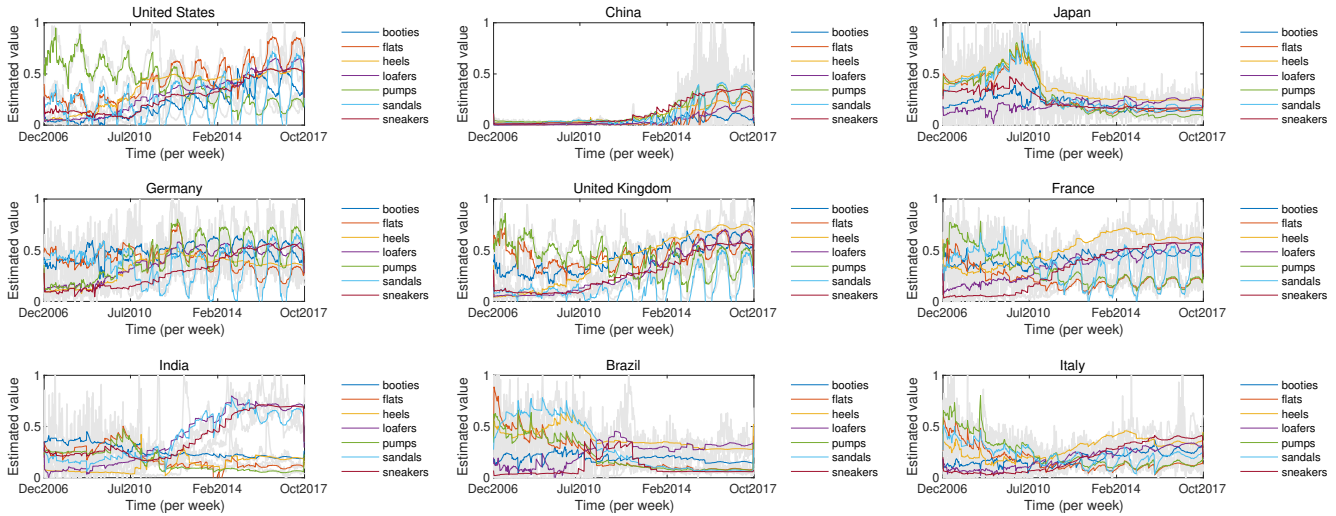 United States
Estimated value
1
0.5
0
Dec2006 Jul2010 Feb2014 Oct2017
Time (per week)
booties
flats
heels
loafers
pumps
sandals
sneakers
China
Estimated value
1
0.5
0
Dec2006 Jul2010 Feb2014 Oct2017
Time (per week)
booties
flats
heels
loafers
pumps
sandals
sneakers
Japan
Estimated value
1
0.5
0
Dec2006 Jul2010 Feb2014 Oct2017
Time (per week)
booties
flats
heels
loafers
pumps
sandals
sneakers
Germany
Estimated value
1
0.5
0
Dec2006 Jul2010 Feb2014 Oct2017
Time (per week)
booties
flats
heels
loafers
pumps
sandals
sneakers
United Kingdom
Estimated value
1
0.5
0
Dec2006 Jul2010 Feb2014 Oct2017
Time (per week)
booties
flats
heels
loafers
pumps
sandals
sneakers
France
Estimated value
1
0.5
0
Dec2006 Jul2010 Feb2014 Oct2017
Time (per week)
booties
flats
heels
loafers
pumps
sandals
sneakers
India
Estimated value
1
0.5
0
Dec2006 Jul2010 Feb2014 Oct2017
Time (per week)
booties
flats
heels
loafers
pumps
sandals
sneakers
Brazil
Estimated value
1
0.5
0
Dec2006 Jul2010 Feb2014 Oct2017
Time (per week)
booties
flats
heels
loafers
pumps
sandals
sneakers
Italy
Estimated value
1
0.5
0
Dec2006 Jul2010 Feb2014 Oct2017
Time (per week)
booties
flats
heels
loafers
pumps
sandals
sneakers